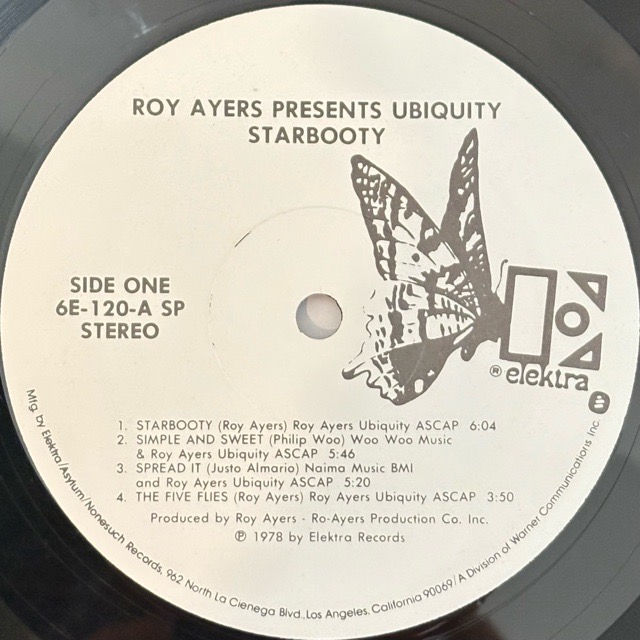 ROY AYERS PRESENTS UBIQUITY
STARBOOTY
SIDE ONE
6E-120-A SP
STEREO
® elektra
1. STARBOOTY (Roy Ayers) Roy Ayers Ubiquity ASCAP 6:04
2. SIMPLE AND SWEET (Philip Woo) Woo Woo Music
& Roy Ayers Ubiquity ASCAP 5:46
3. SPREAD IT (Justo Almario) Naima Music BMI
and Roy Ayers Ubiquity ASCAP 5:20
4. THE FIVE FLIES (Roy Ayers) Roy Ayers Ubiquity ASCAP 3:50
Produced by Roy Ayers - Ro-Ayers Production Co. Inc.
℗ 1978 by Elektra Records
Mfg. by Elektra/Asylum/Nonesuch Records, 962 North La Cienega Blvd., Los Angeles, California 90069/A Division of Warner Communications Inc.